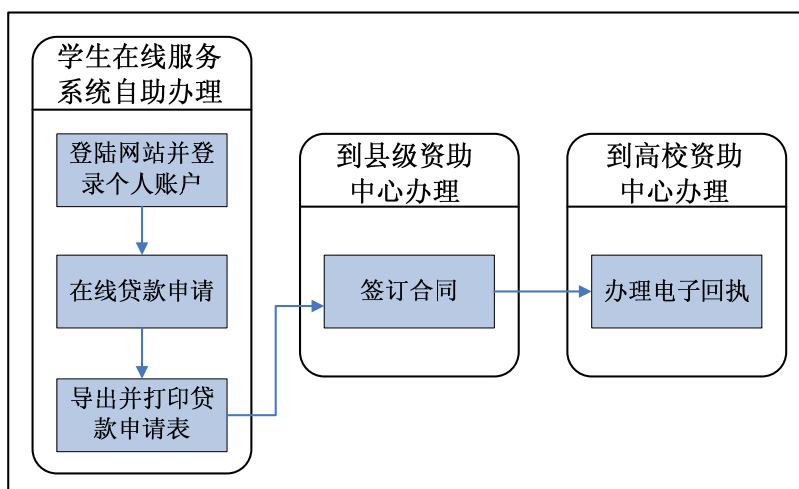 学生在线服务
系统自助办理
登陆网站并登
录个人账户
在线贷款申请
导出并打印贷
款申请表
到县级资助
中心办理
签订合同
到高校资助
中心办理
办理电子回执